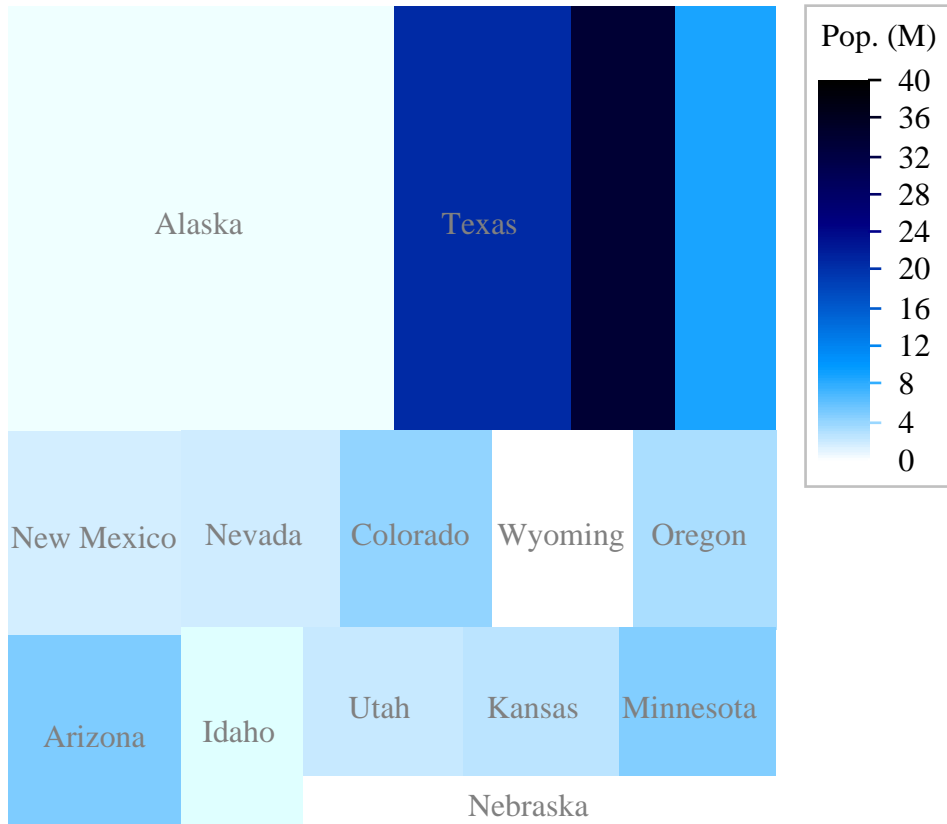 Pop. (M)
40
36
32
28
24
20
16
12
8
4
0
Alaska
Texas
New Mexico
Nevada
Colorado
Wyoming
Oregon
Arizona
Idaho
Utah
Kansas
Minnesota
Nebraska